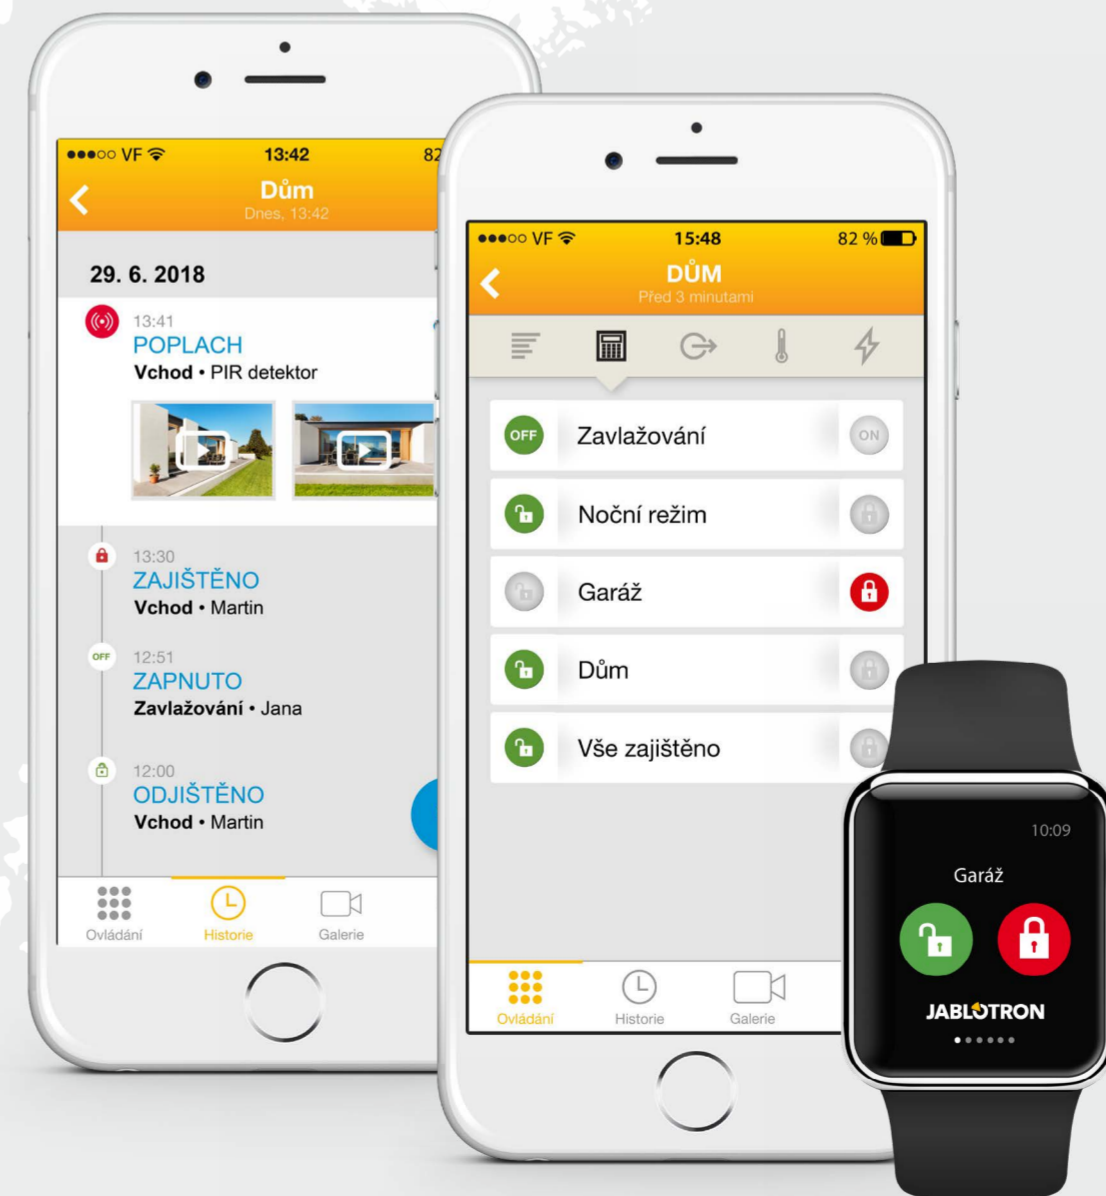 VF
13:42
82
Dům
Dnes, 13:42
29. 6. 2018
13:41
POPLACH
Vchod • PIR detektor
13:30
ZAJIŠTĚNO
Vchod • Martin
OFF
12:51
ZAPNUTO
Zavlažování • Jana
12:00
ODJIŠTĚNO
Vchod • Martin
Ovládání
Historie
Galerie
VF
15:48
82 %
DŮM
Před 3 minutami
OFF
Zavlažování
ON
Noční režim
Garáž
Dům
Vše zajištěno
Ovládání
Historie
Galerie
10:09
Garáž
JABLOTRON